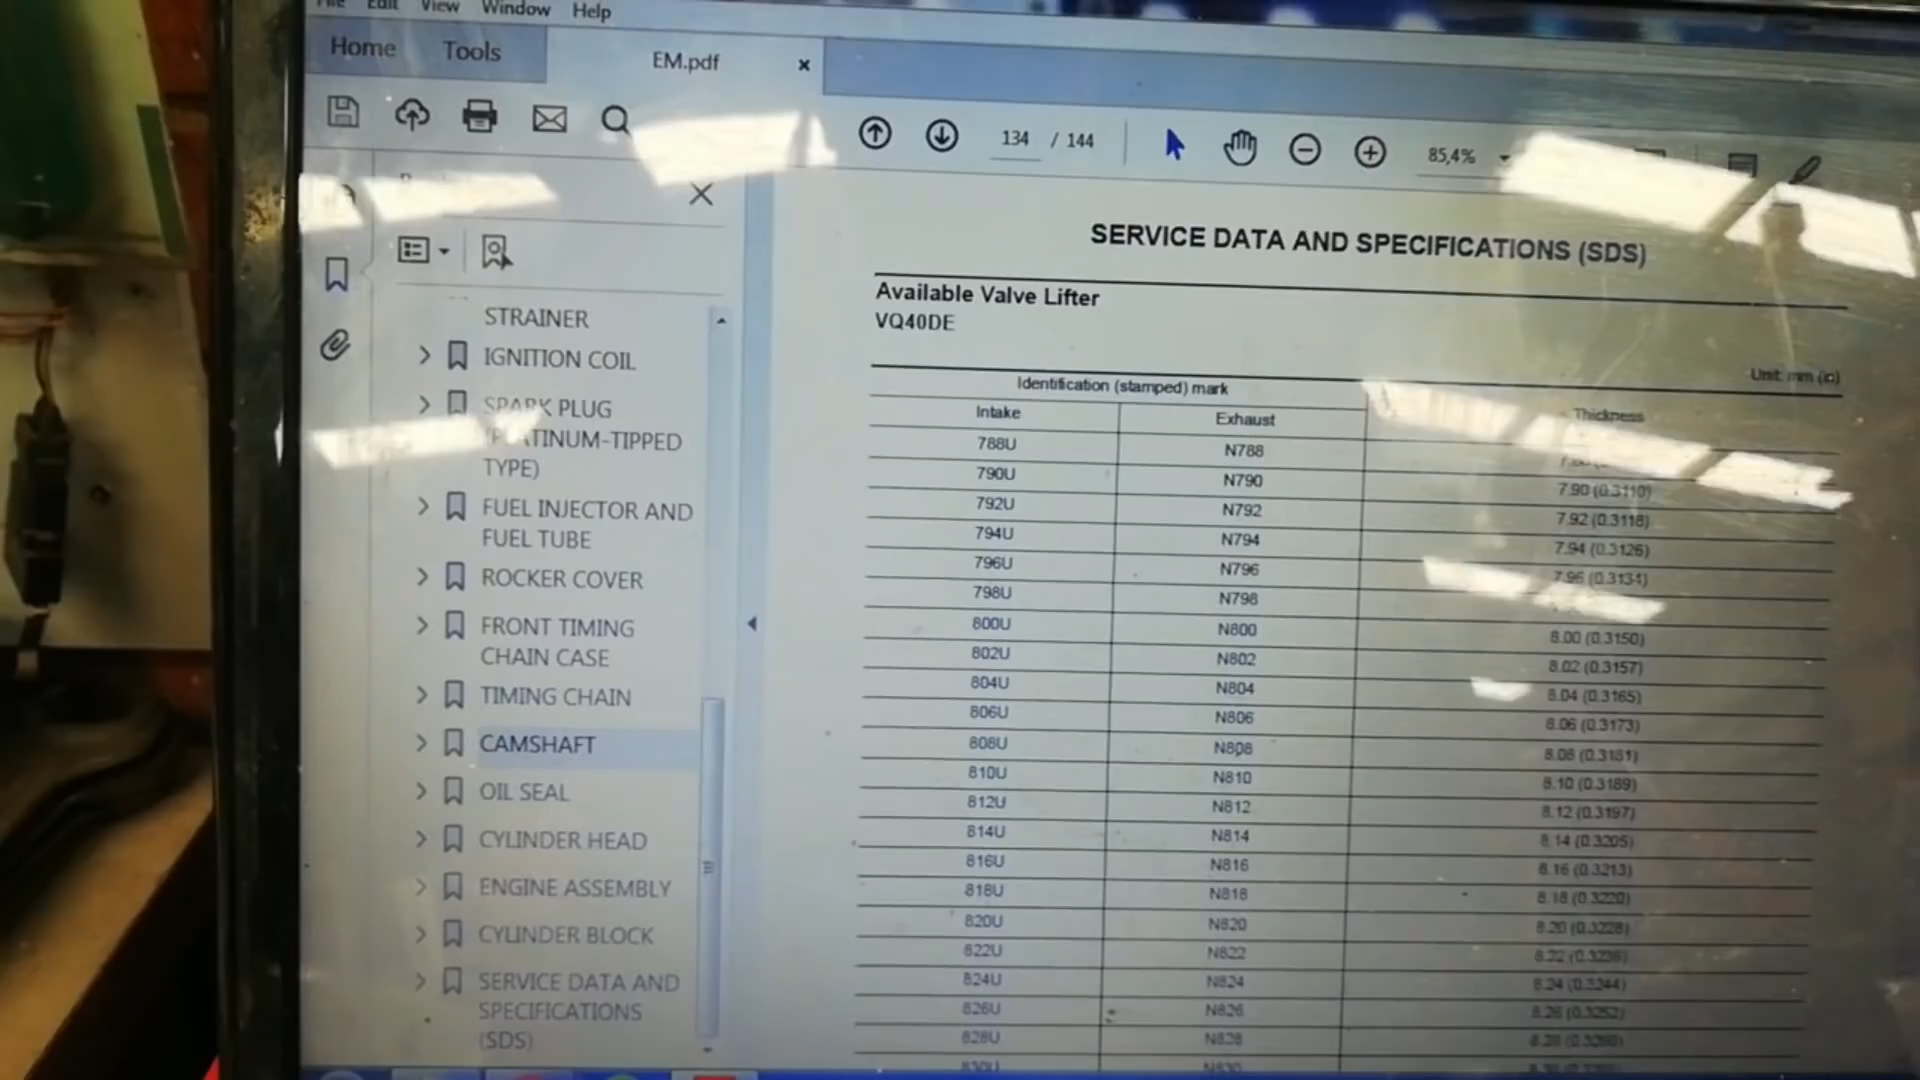 File Edit View Window Help
Home Tools EM.pdf
134 / 144 85,4%
STRAINER
IGNITION COIL
SPARK PLUG
TYPE)
FUEL INJECTOR AND
FUEL TUBE
ROCKER COVER
FRONT TIMING
CHAIN CASE
TIMING CHAIN
CAMSHAFT
OIL SEAL
CYLINDER HEAD
ENGINE ASSEMBLY
CYLINDER BLOCK
SERVICE DATA AND
SPECIFICATIONS
(SDS)
SERVICE DATA AND SPECIFICATIONS (SDS)
Available Valve Lifter
VQ40DE
Unit: mm (in)
Identification (stamped) mark
Intake Exhaust Thickness
788U N788
790U N790 7.90 (0.3110)
792U N792 7.92 (0.3118)
794U N794 7.94 (0.3126)
796U N796 7.96 (0.3134)
798U N798
800U N800 8.00 (0.3150)
802U N802 8.02 (0.3157)
804U N804 8.04 (0.3165)
806U N806 8.06 (0.3173)
808U N808 8.08 (0.3181)
810U N810 8.10 (0.3189)
812U N812 8.12 (0.3197)
814U N814 8.14 (0.3205)
816U N816 8.16 (0.3213)
818U N818 8.18 (0.3220)
820U N820 8.20 (0.3228)
822U N822 8.22 (0.3236)
824U N824 8.24 (0.3244)
826U N826 8.26 (0.3252)
828U N828 8.28 (0.3260)
830U N830